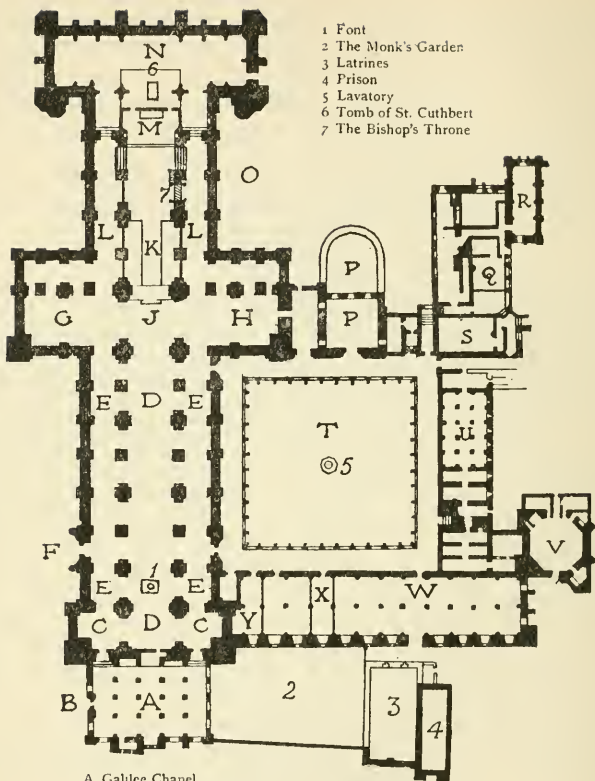 1 Font
2 The Monk's Garden
3 Latrines
4 Prison
5 Lavatory
6 Tomb of St. Cuthbert
7 The Bishop's Throne
N
6
M
O
7
R
L
K
L
P
Q
G
J
H
P
S
E
D
E
T
5
U
F
V
1
E
E
X
W
C
D
C
Y
B
A
2
3
4
A Galilee Chapel